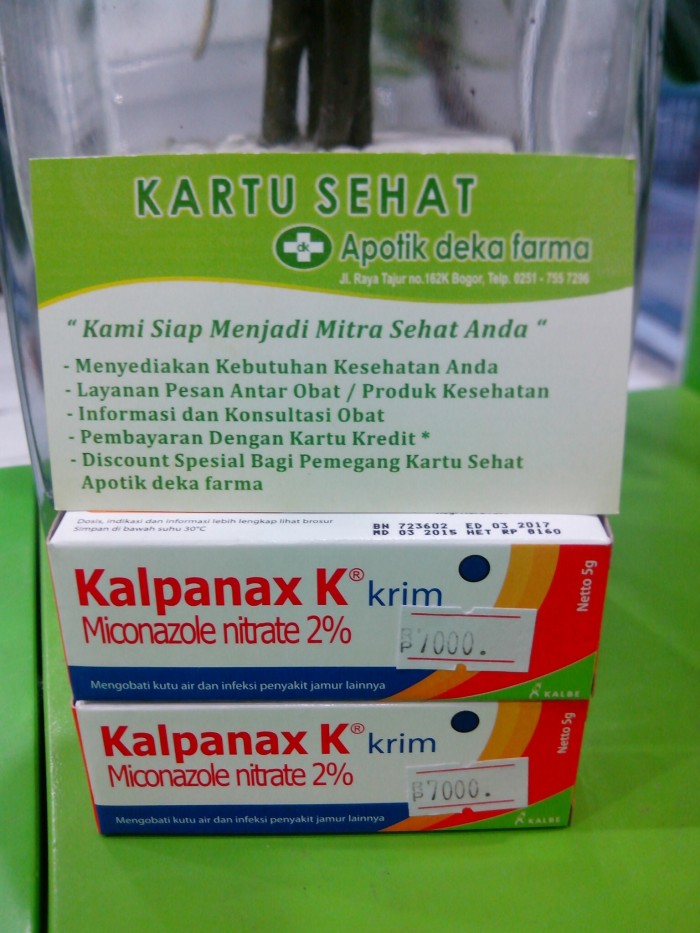 KARTU SEHAT
dk
Apotik deka farma
Jl. Raya Tajur no.162K Bogor, Telp. 0251 - 755 7296
“ Kami Siap Menjadi Mitra Sehat Anda “
- Menyediakan Kebutuhan Kesehatan Anda
- Layanan Pesan Antar Obat / Produk Kesehatan
- Informasi dan Konsultasi Obat
- Pembayaran Dengan Kartu Kredit *
- Discount Spesial Bagi Pemegang Kartu Sehat
Apotik deka farma
Dosis, indikasi dan informasi lebih lengkap lihat brosur
Simpan di bawah suhu 30°C
BN 723602 ED 03 2017
MD 03 2015 HET RP 8160
Kalpanax K® krim
Miconazole nitrate 2%
Rp 7000.
Netto 5g
Mengobati kutu air dan infeksi penyakit jamur lainnya
KALBE
Kalpanax K® krim
Miconazole nitrate 2%
Rp 7000.
Netto 5g
Mengobati kutu air dan infeksi penyakit jamur lainnya
KALBE